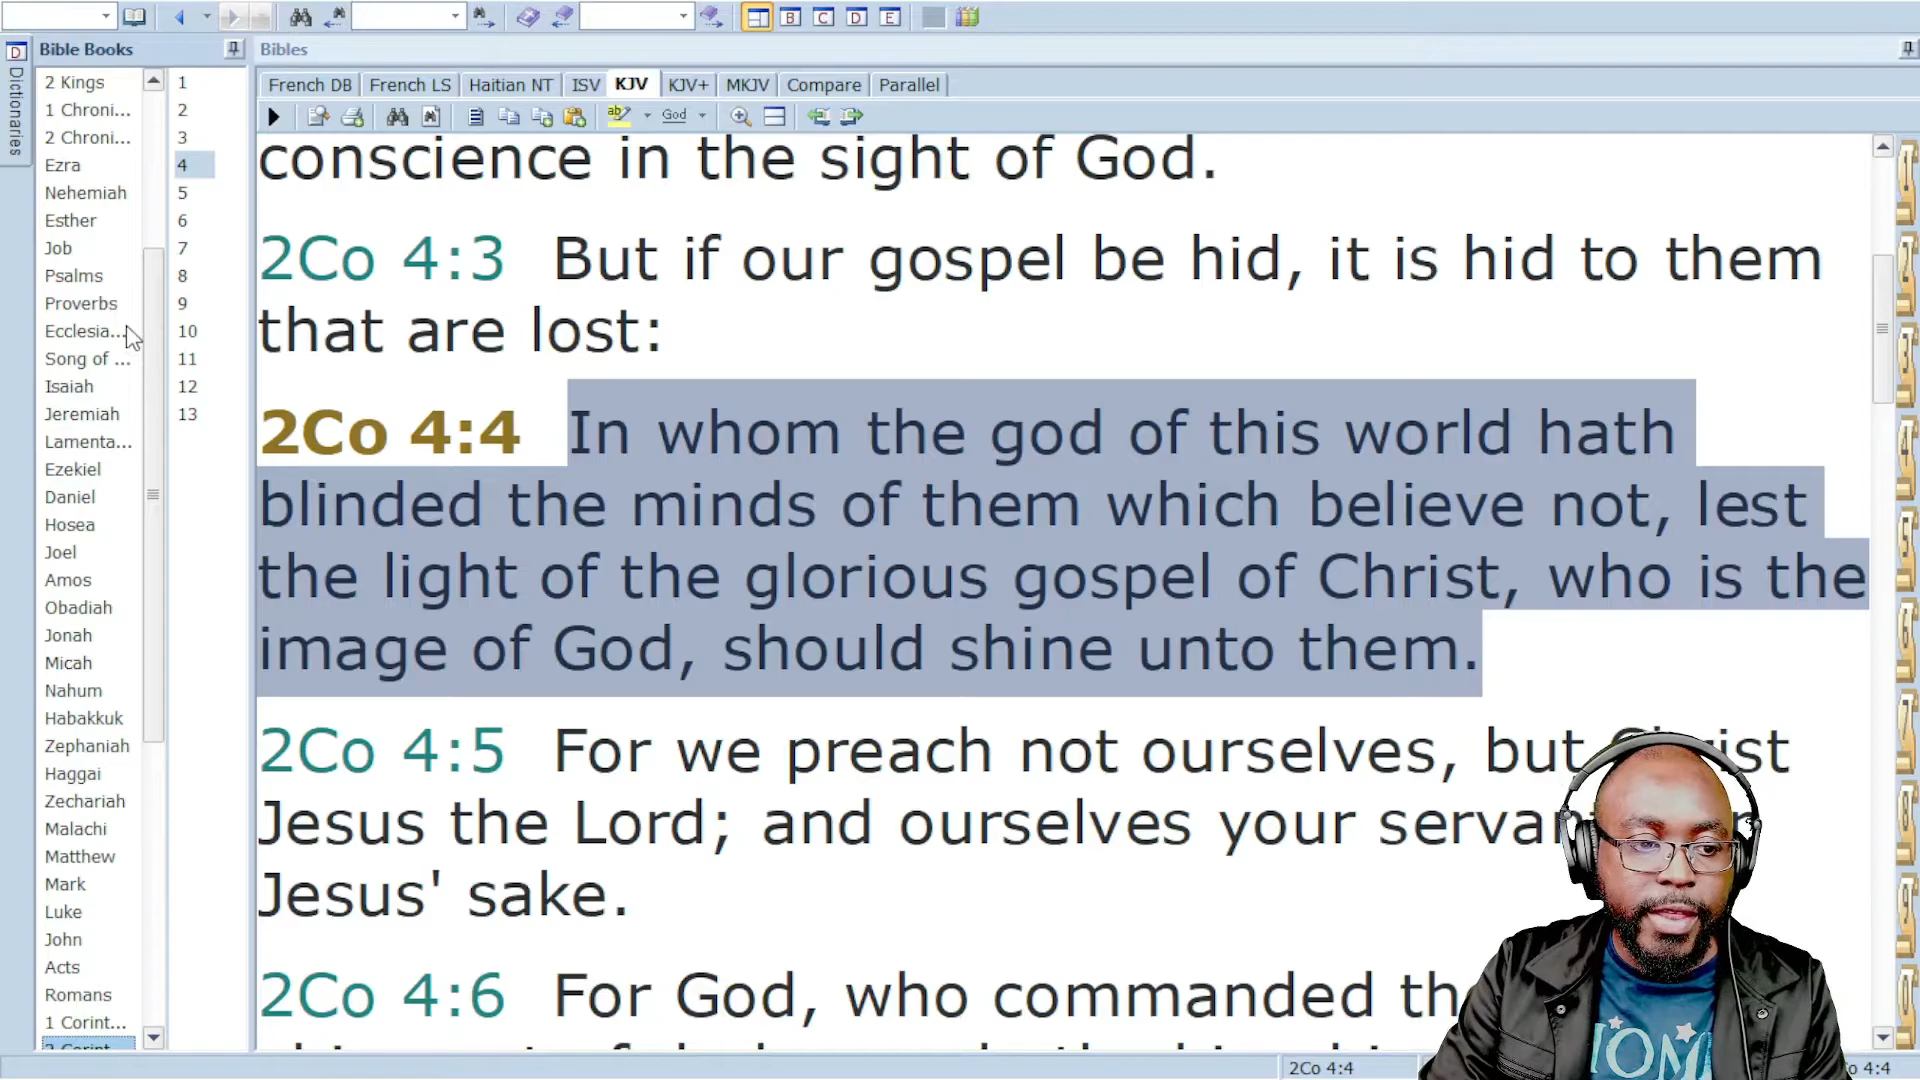 Bible Books
Bibles
Dictionaries
French DB
French LS
Haitian NT
ISV
KJV
KJV+
MKJV
Compare
Parallel
B
C
D
E
God
2 Kings
1 Chroni...
2 Chroni...
Ezra
Nehemiah
Esther
Job
Psalms
Proverbs
Ecclesia...
Song of ...
Isaiah
Jeremiah
Lamenta...
Ezekiel
Daniel
Hosea
Joel
Amos
Obadiah
Jonah
Micah
Nahum
Habakkuk
Zephaniah
Haggai
Zechariah
Malachi
Matthew
Mark
Luke
John
Acts
Romans
1 Corint...
2 Corint...
1
2
3
4
5
6
7
8
9
10
11
12
13
conscience in the sight of God.
2Co 4:3 But if our gospel be hid, it is hid to them
that are lost:
2Co 4:4 In whom the god of this world hath
blinded the minds of them which believe not, lest
the light of the glorious gospel of Christ, who is the
image of God, should shine unto them.
2Co 4:5 For we preach not ourselves, but Christ
Jesus the Lord; and ourselves your
Jesus' sake.
2Co 4:6 For God, who commanded
2Co 4:4
4:4